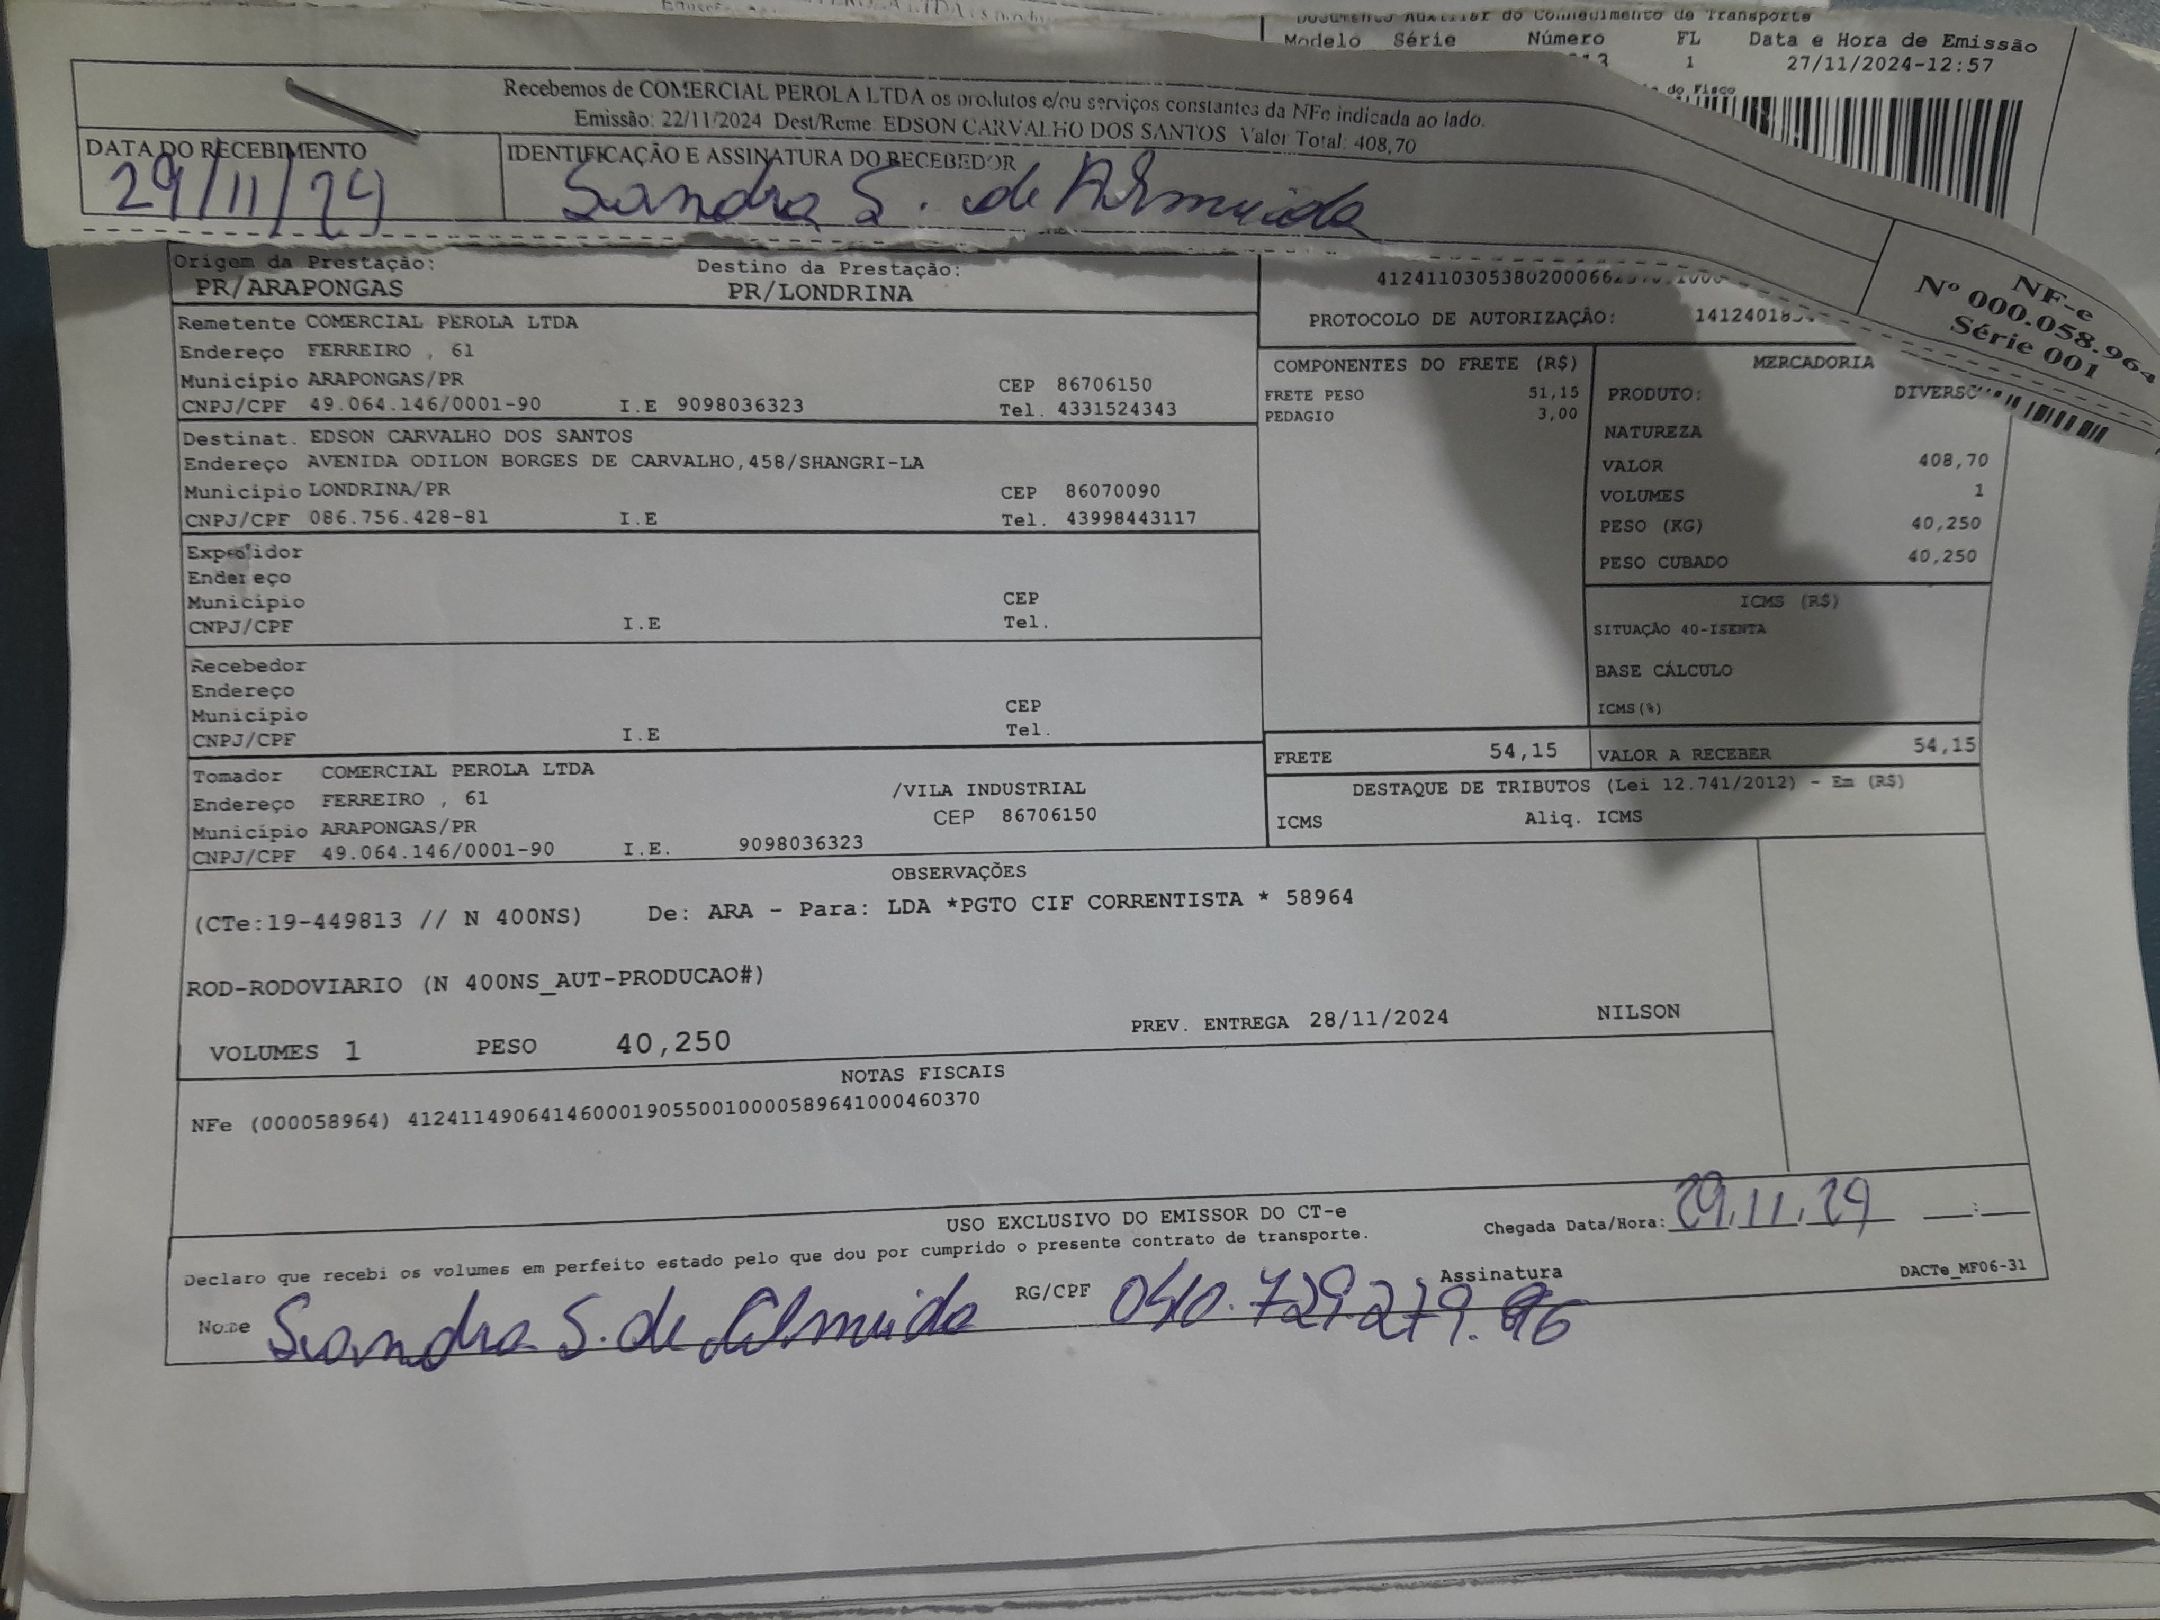 Documento Auxiliar do Conhecimento de Transporte
Modelo Série Número FL Data e Hora de Emissão
1 27/11/2024-12:57
do Fisco
Recebemos de COMERCIAL PEROLA LTDA os produtos e/ou serviços constantes da NFe indicada ao lado.
Emissão: 22/11/2024 Dest/Reme: EDSON CARVALHO DOS SANTOS Valor Total: 408,70
DATA DO RECEBIMENTO
29/11/24
IDENTIFICAÇÃO E ASSINATURA DO RECEBEDOR
Sandra S. de Almeida
NF-e
Nº 000.058.964
Série 001
Origem da Prestação: Destino da Prestação:
PR/ARAPONGAS PR/LONDRINA
PROTOCOLO DE AUTORIZAÇÃO:
Remetente COMERCIAL PEROLA LTDA
Endereço FERREIRO , 61
Município ARAPONGAS/PR CEP 86706150
CNPJ/CPF 49.064.146/0001-90 I.E 9098036323 Tel. 4331524343
Destinat. EDSON CARVALHO DOS SANTOS
Endereço AVENIDA ODILON BORGES DE CARVALHO,458/SHANGRI-LA
Município LONDRINA/PR CEP 86070090
CNPJ/CPF 086.756.428-81 I.E Tel. 43998443117
Expedidor
Endereço
Município CEP
CNPJ/CPF I.E Tel.
Recebedor
Endereço
Município CEP
CNPJ/CPF I.E Tel.
Tomador COMERCIAL PEROLA LTDA
Endereço FERREIRO , 61 /VILA INDUSTRIAL
Município ARAPONGAS/PR CEP 86706150
CNPJ/CPF 49.064.146/0001-90 I.E. 9098036323
COMPONENTES DO FRETE (R$)
FRETE PESO 51,15
PEDAGIO 3,00
MERCADORIA
PRODUTO:
NATUREZA
VALOR 408,70
VOLUMES 1
PESO (KG) 40,250
PESO CUBADO 40,250
ICMS (R$)
SITUAÇÃO 40-ISENTA
BASE CÁLCULO
ICMS(%)
FRETE 54,15 VALOR A RECEBER 54,15
DESTAQUE DE TRIBUTOS (Lei 12.741/2012) - Em (R$)
ICMS Aliq. ICMS
OBSERVAÇÕES
(CTe:19-449813 // N 400NS) De: ARA - Para: LDA *PGTO CIF CORRENTISTA * 58964
ROD-RODOVIARIO (N 400NS_AUT-PRODUCAO#)
VOLUMES 1 PESO 40,250 PREV. ENTREGA 28/11/2024 NILSON
NOTAS FISCAIS
NFe (000058964) 41241149064146000190550010000589641000460370
USO EXCLUSIVO DO EMISSOR DO CT-e
Chegada Data/Hora: 29.11.24 __:__
Declaro que recebi os volumes em perfeito estado pelo que dou por cumprido o presente contrato de transporte.
Nome Sandra S. de Almeida RG/CPF Assinatura
DACTe_MF06-31